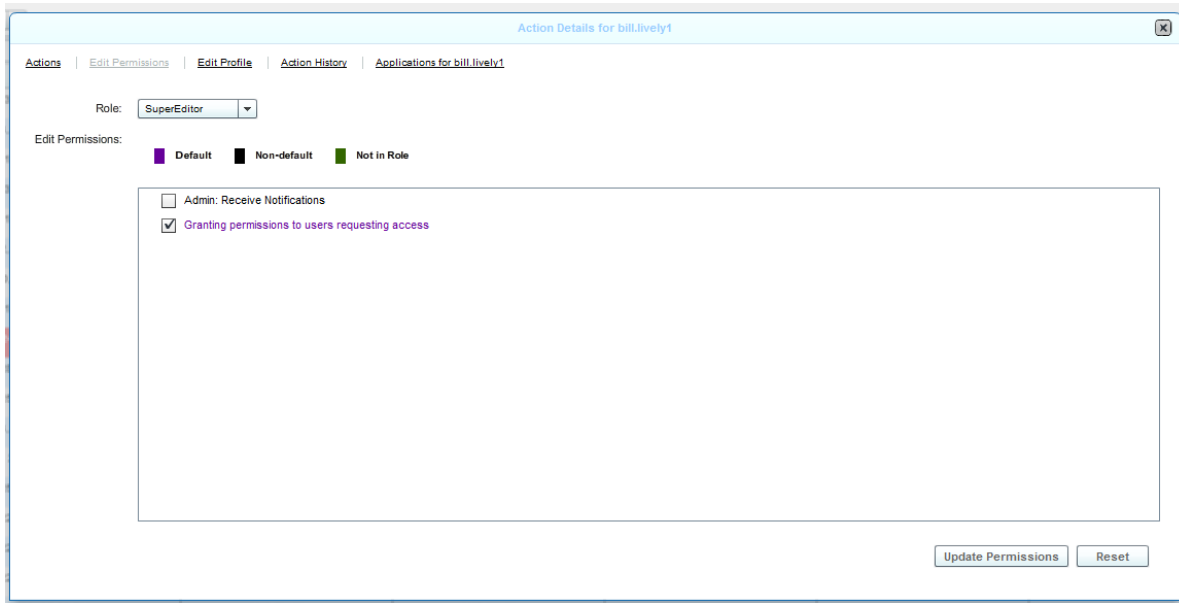 Action Details for bill.lively1
Actions | Edit Permissions | Edit Profile | Action History | Applications for bill.lively1
Role: SuperEditor
Edit Permissions:
Default Non-default Not in Role
Admin: Receive Notifications
Granting permissions to users requesting access
Update Permissions Reset